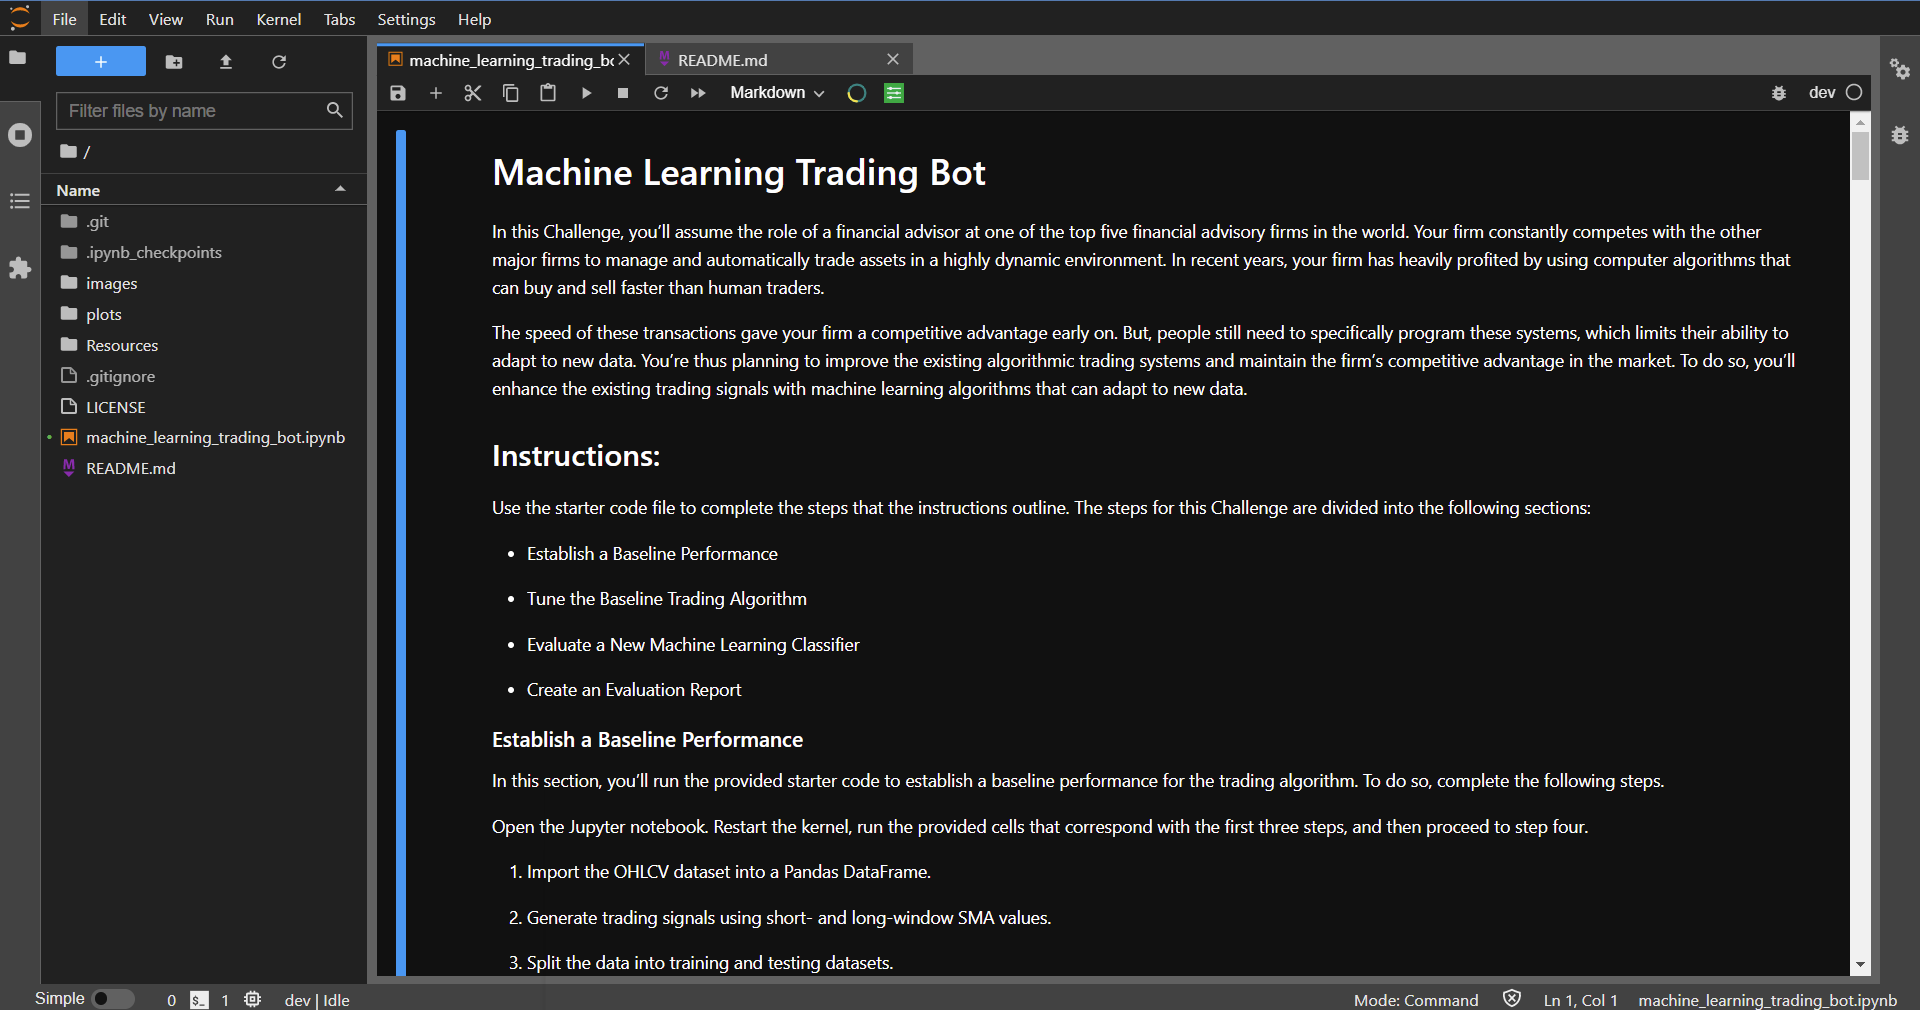 File Edit View Run Kernel Tabs Settings Help
machine_learning_trading_bo
README.md
Markdown
dev
Filter files by name
/
Name
.git
.ipynb_checkpoints
images
plots
Resources
.gitignore
LICENSE
machine_learning_trading_bot.ipynb
README.md
Machine Learning Trading Bot
In this Challenge, you’ll assume the role of a financial advisor at one of the top five financial advisory firms in the world. Your firm constantly competes with the other
major firms to manage and automatically trade assets in a highly dynamic environment. In recent years, your firm has heavily profited by using computer algorithms that
can buy and sell faster than human traders.
The speed of these transactions gave your firm a competitive advantage early on. But, people still need to specifically program these systems, which limits their ability to
adapt to new data. You’re thus planning to improve the existing algorithmic trading systems and maintain the firm’s competitive advantage in the market. To do so, you’ll
enhance the existing trading signals with machine learning algorithms that can adapt to new data.
Instructions:
Use the starter code file to complete the steps that the instructions outline. The steps for this Challenge are divided into the following sections:
• Establish a Baseline Performance
• Tune the Baseline Trading Algorithm
• Evaluate a New Machine Learning Classifier
• Create an Evaluation Report
Establish a Baseline Performance
In this section, you’ll run the provided starter code to establish a baseline performance for the trading algorithm. To do so, complete the following steps.
Open the Jupyter notebook. Restart the kernel, run the provided cells that correspond with the first three steps, and then proceed to step four.
1. Import the OHLCV dataset into a Pandas DataFrame.
2. Generate trading signals using short- and long-window SMA values.
3. Split the data into training and testing datasets.
Simple 0 1 dev | Idle
Mode: Command Ln 1, Col 1 machine_learning_trading_bot.ipynb